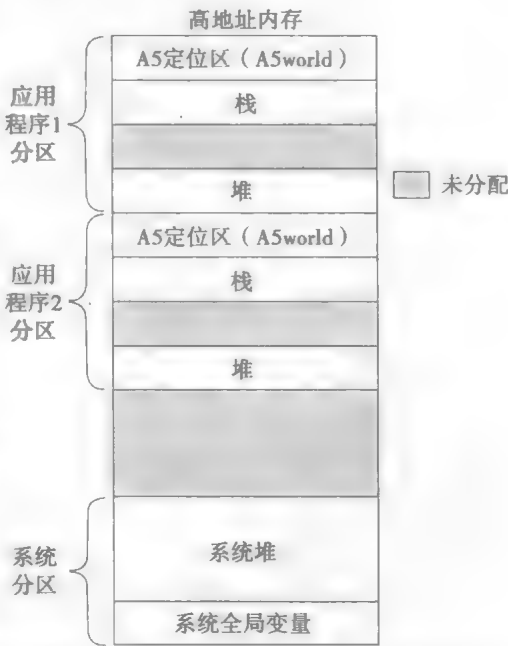 高地址内存
A5定位区（A5world）
栈
堆
应用
程序1
分区
未分配
A5定位区（A5world）
栈
堆
应用
程序2
分区
系统堆
系统全局变量
系统
分区